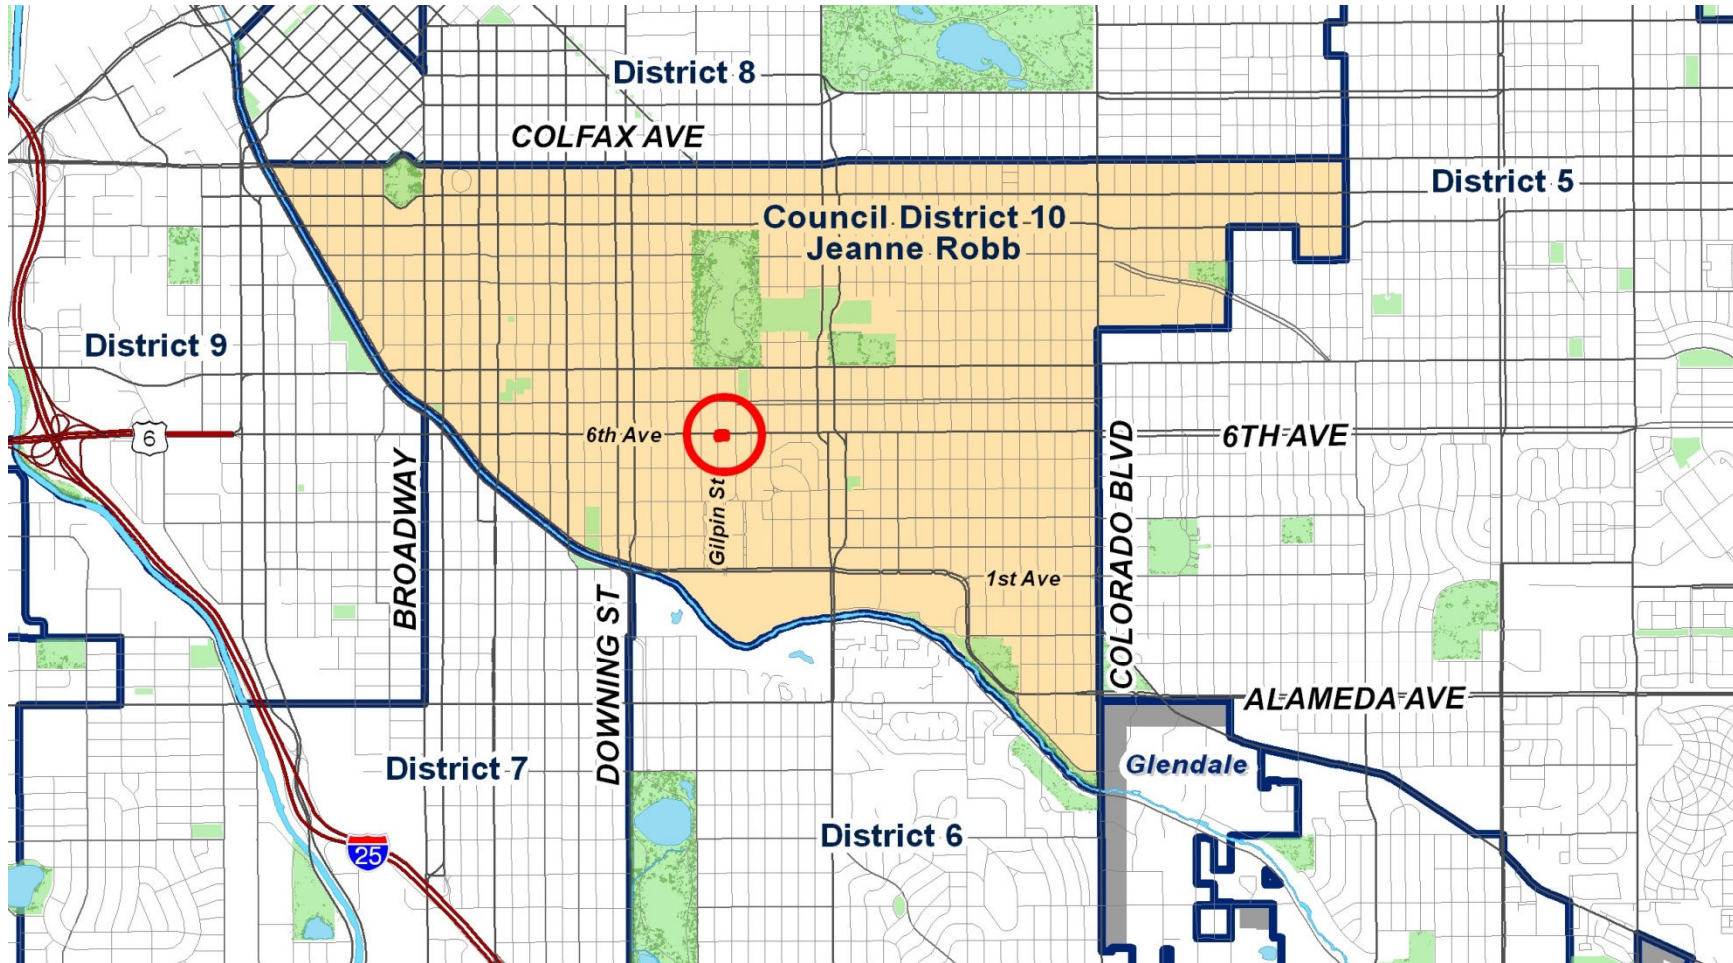 District 8
COLFAX AVE
District 5
Council District 10
Jeanne Robb
District 9
6
6th Ave
6TH AVE
BROADWAY
Gilpin St
COLORADO BLVD
1st Ave
DOWNING ST
ALAMEDA AVE
District 7
Glendale
District 6
25